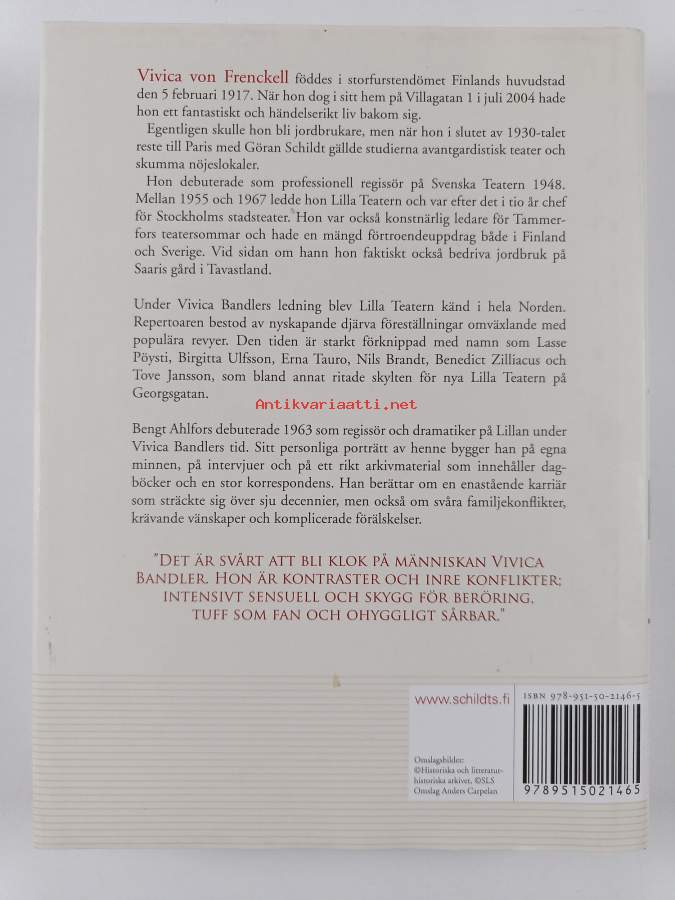 Vivica von Frenckell föddes i storfurstendömet Finlands huvudstad
den 5 februari 1917. När hon dog i sitt hem på Villagatan 1 i juli 2004 hade
hon ett fantastiskt och händelserikt liv bakom sig.
Egentligen skulle hon bli jordbrukare, men när hon i slutet av 1930-talet
reste till Paris med Göran Schildt gällde studierna avantgardistisk teater och
skumma nöjeslokaler.
Hon debuterade som professionell regissör på Svenska Teatern 1948.
Mellan 1955 och 1967 ledde hon Lilla Teatern och var efter det i tio år chef
för Stockholms stadsteater. Hon var också konstnärlig ledare för Tammer-
fors teatersommar och hade en mängd förtroendeuppdrag både i Finland
och Sverige. Vid sidan om hann hon faktiskt också bedriva jordbruk på
Saaris gård i Tavastland.
Under Vivica Bandlers ledning blev Lilla Teatern känd i hela Norden.
Repertoaren bestod av nyskapande djärva föreställningar omväxlande med
populära revyer. Den tiden är starkt förknippad med namn som Lasse
Pöysti, Birgitta Ulfsson, Erna Tauro, Nils Brandt, Benedict Zilliacus och
Tove Jansson, som bland annat ritade skylten för nya Lilla Teatern på
Georgsgatan.
Antikvariaatti.net
Bengt Ahlfors debuterade 1963 som regissör och dramatiker på Lillan under
Vivica Bandlers tid. Sitt personliga porträtt av henne bygger han på egna
minnen, på intervjuer och på ett rikt arkivmaterial som innehåller dag-
böcker och en stor korrespondens. Han berättar om en enastående karriär
som sträckte sig över sju decennier, men också om svåra familjekonflikter,
krävande vänskaper och komplicerade förälskelser.
"DET ÄR SVÅRT ATT BLI KLOK PÅ MÄNNISKAN VIVICA
BANDLER. HON ÄR KONTRASTER OCH INRE KONFLIKTER;
INTENSIVT SENSUELL OCH SKYGG FÖR BERÖRING,
TUFF SOM FAN OCH OHYGGLIGT SÅRBAR."
www.schildts.fi
ISBN 978-951-50-2146-5
Omslagsbilder:
©Historiska och litteratur-
historiska arkivet, ©SLS
Omslag Anders Carpelan
9789515021465